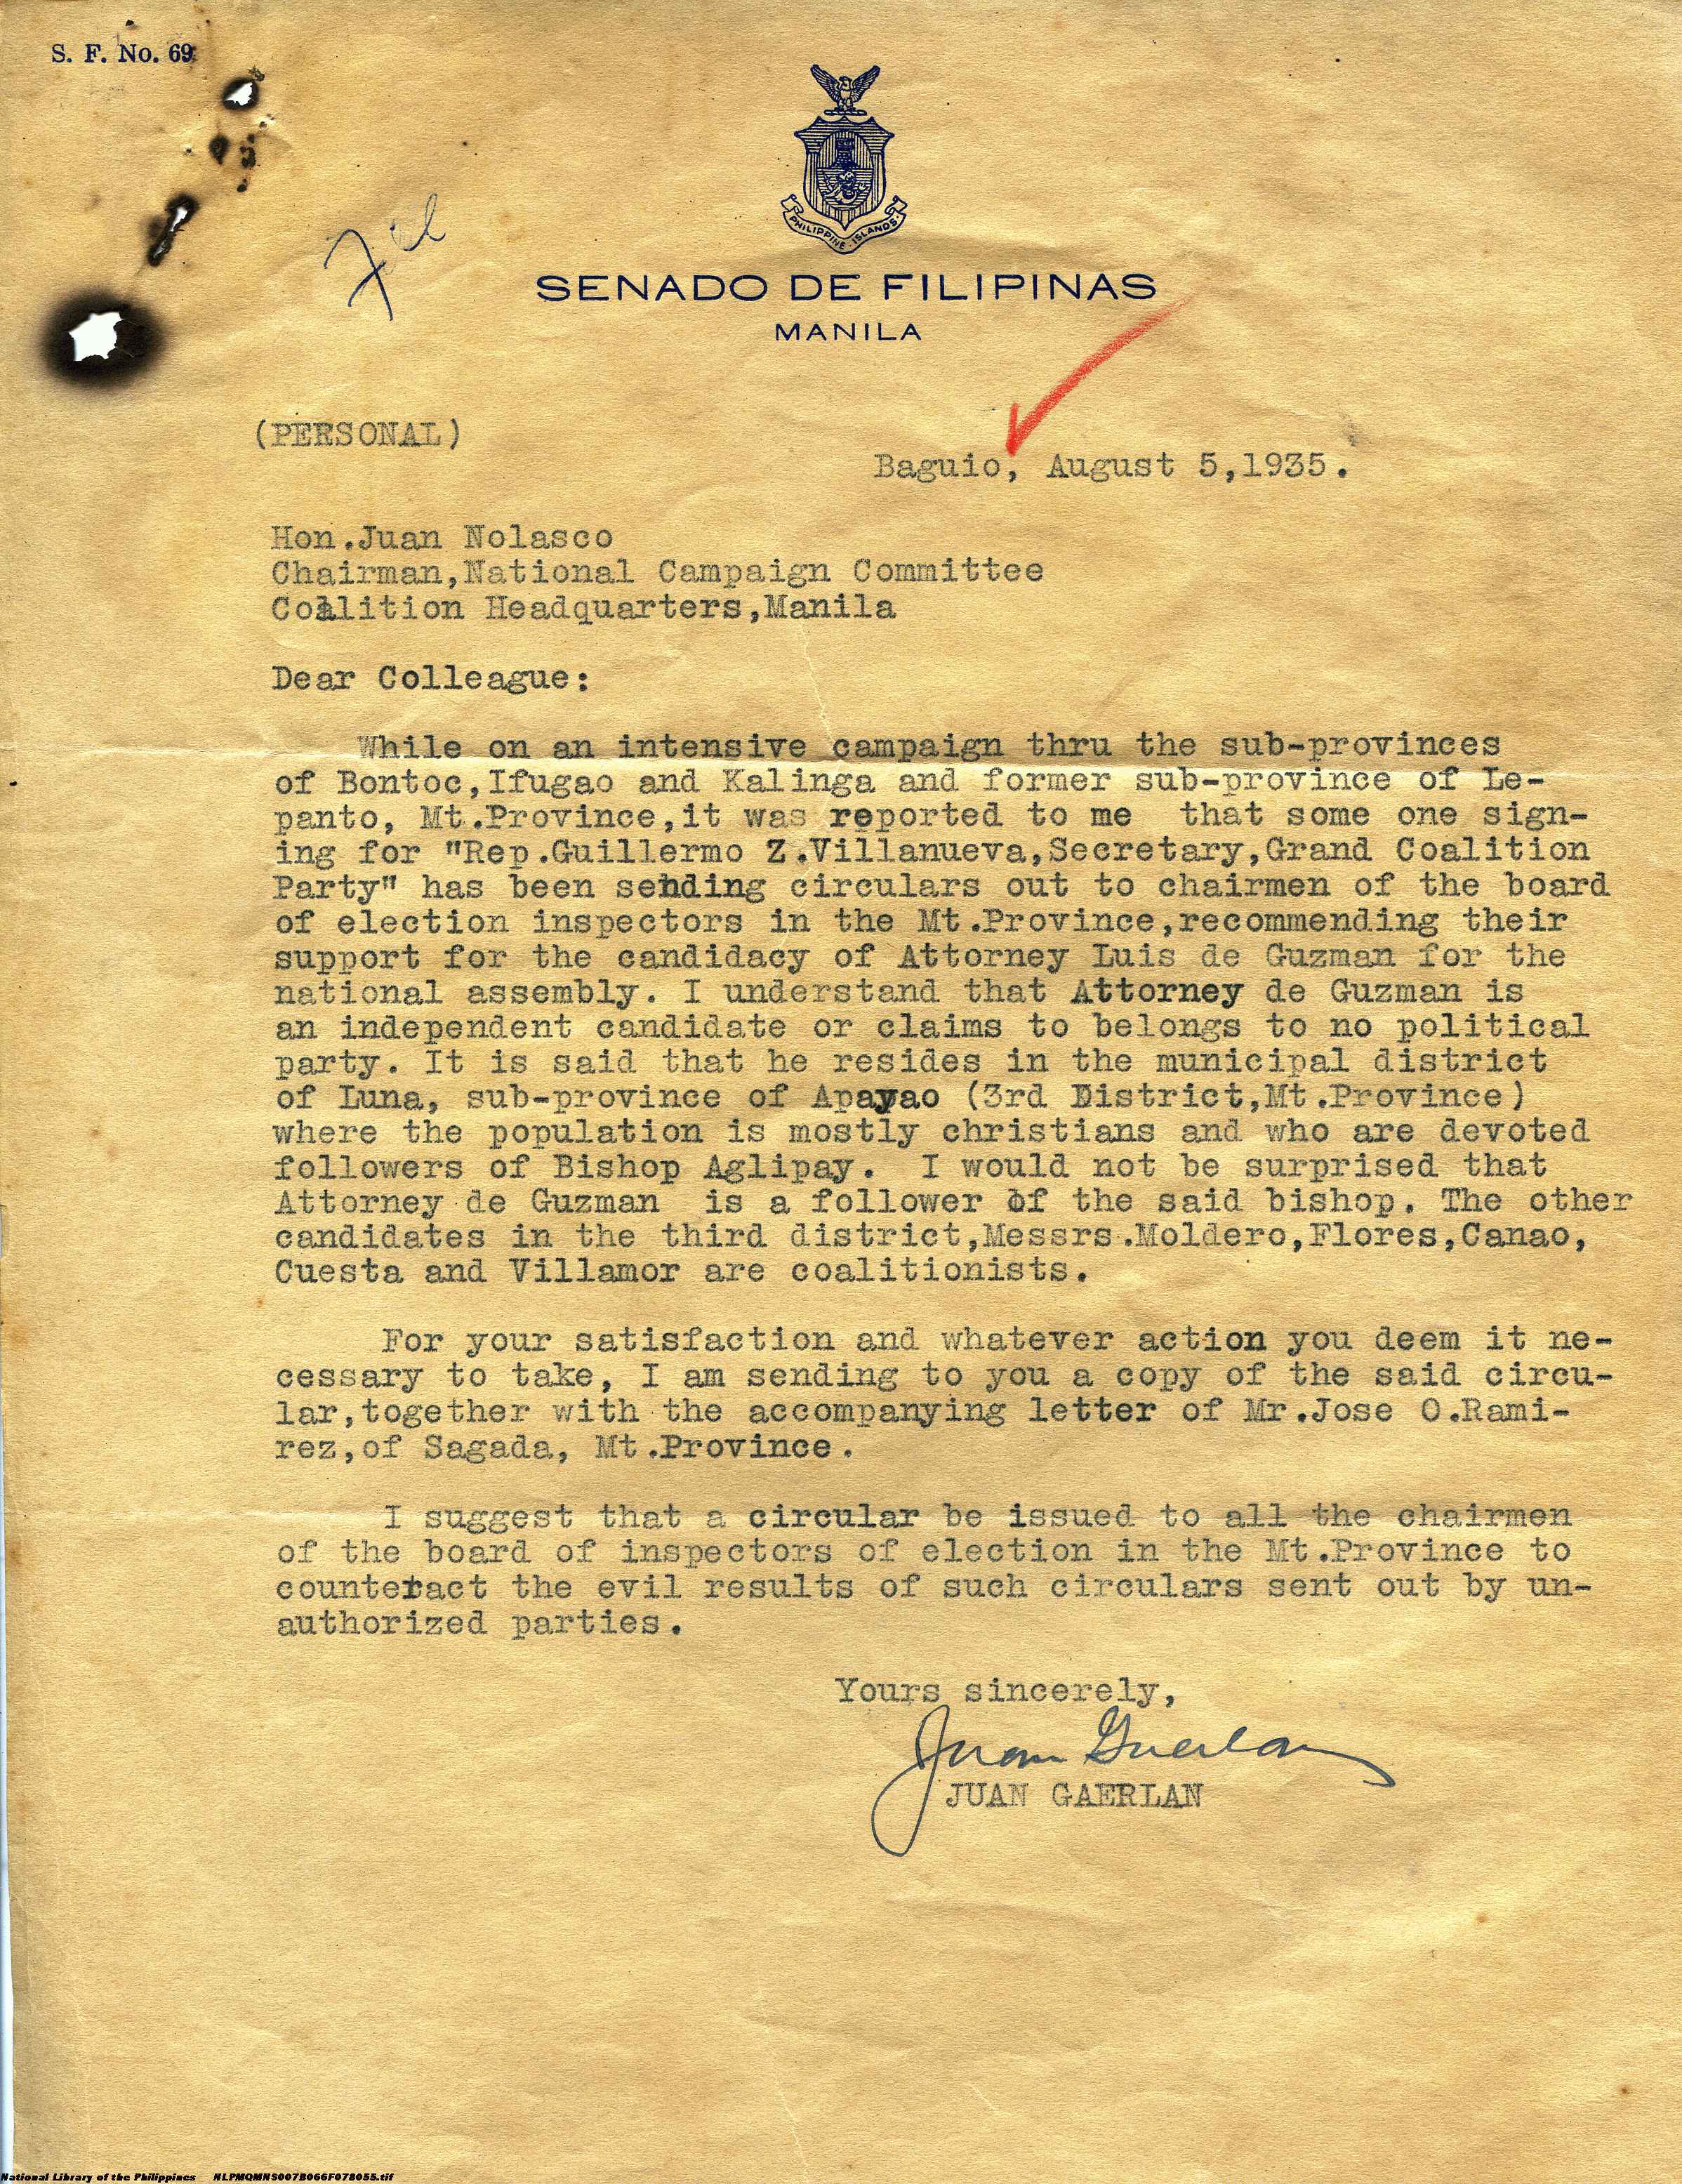 S. F. No. 69
PHILIPPINE ISLANDS
SENADO DE FILIPINAS
MANILA
(PERSONAL)
Baguio, August 5,1935.
Hon.Juan Nolasco
Chairman,National Campaign Committee
Coalition Headquarters,Manila
Dear Colleague:
While on an intensive campaign thru the sub-provinces
of Bontoc,Ifugao and Kalinga and former sub-province of Le-
panto, Mt.Province,it was reported to me that some one sign-
ing for "Rep.Guillermo Z.Villanueva,Secretary,Grand Coalition
Party" has been sending circulars out to chairmen of the board
of election inspectors in the Mt.Province,recommending their
support for the candidacy of Attorney Luis de Guzman for the
national assembly. I understand that Attorney de Guzman is
an independent candidate or claims to belongs to no political
party. It is said that he resides in the municipal district
of Luna, sub-province of Apayao (3rd District,Mt.Province)
where the population is mostly christians and who are devoted
followers of Bishop Aglipay. I would not be surprised that
Attorney de Guzman is a follower of the said bishop. The other
candidates in the third district,Messrs.Moldero,Flores,Canao,
Cuesta and Villamor are coalitionists.
For your satisfaction and whatever action you deem it ne-
cessary to take, I am sending to you a copy of the said circu-
lar,together with the accompanying letter of Mr.Jose O.Rami-
rez,of Sagada, Mt.Province.
I suggest that a circular be issued to all the chairmen
of the board of inspectors of election in the Mt.Province to
counteract the evil results of such circulars sent out by un-
authorized parties.
Yours sincerely,
Juan Gaerlan
JUAN GAERLAN
National Library of the Philippines NLPMQMNS007B066F078055.tif